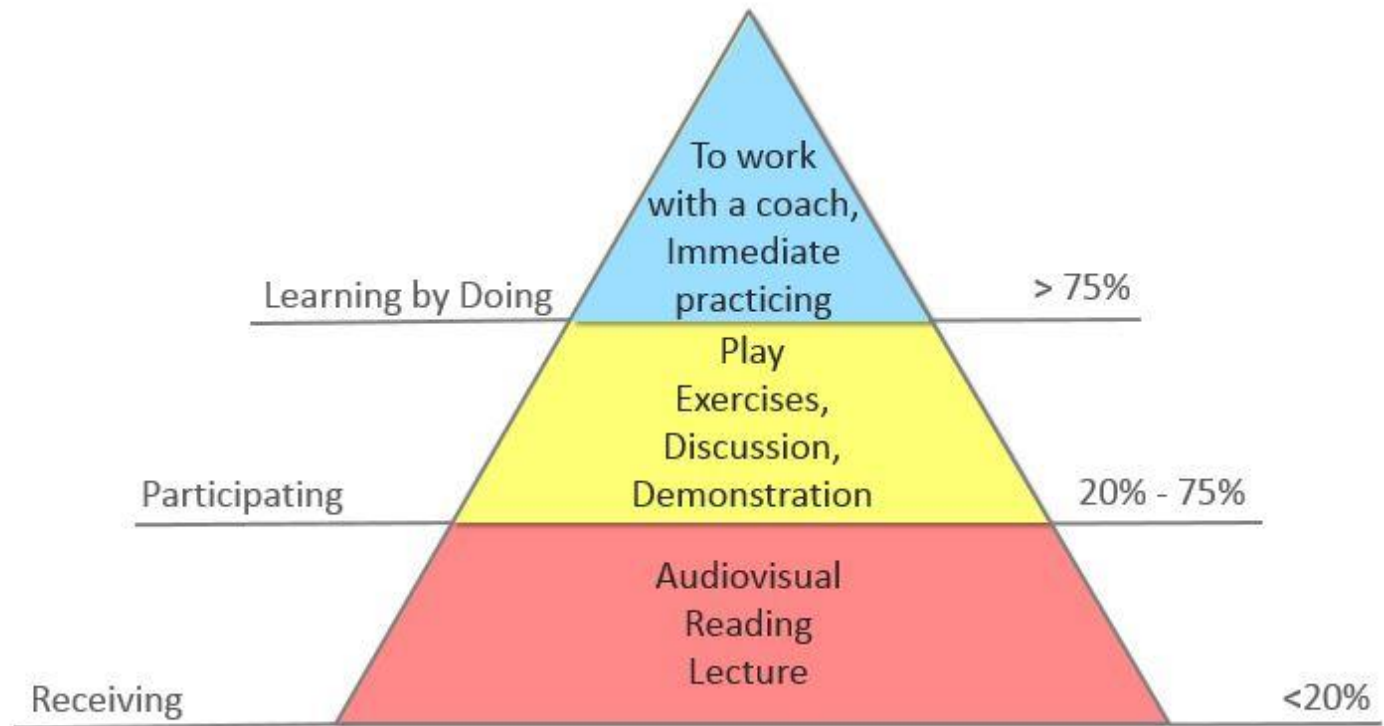 To work
with a coach,
Immediate
practicing
Learning by Doing
> 75%
Play
Exercises,
Discussion,
Demonstration
Participating
20% - 75%
Audiovisual
Reading
Lecture
Receiving
<20%